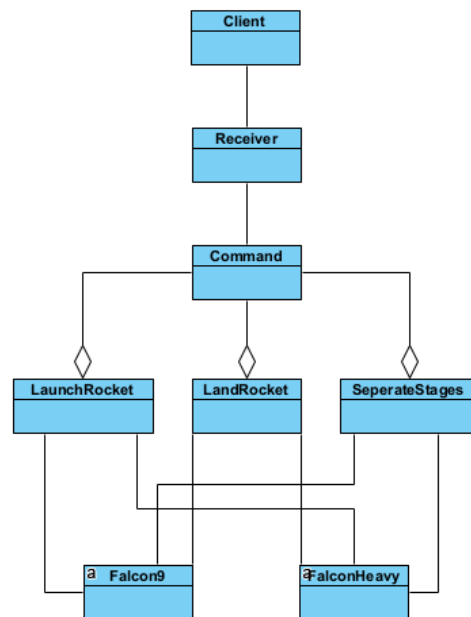 Client
Receiver
Command
LaunchRocket
LandRocket
SeperateStages
a Falcon9
a FalconHeavy